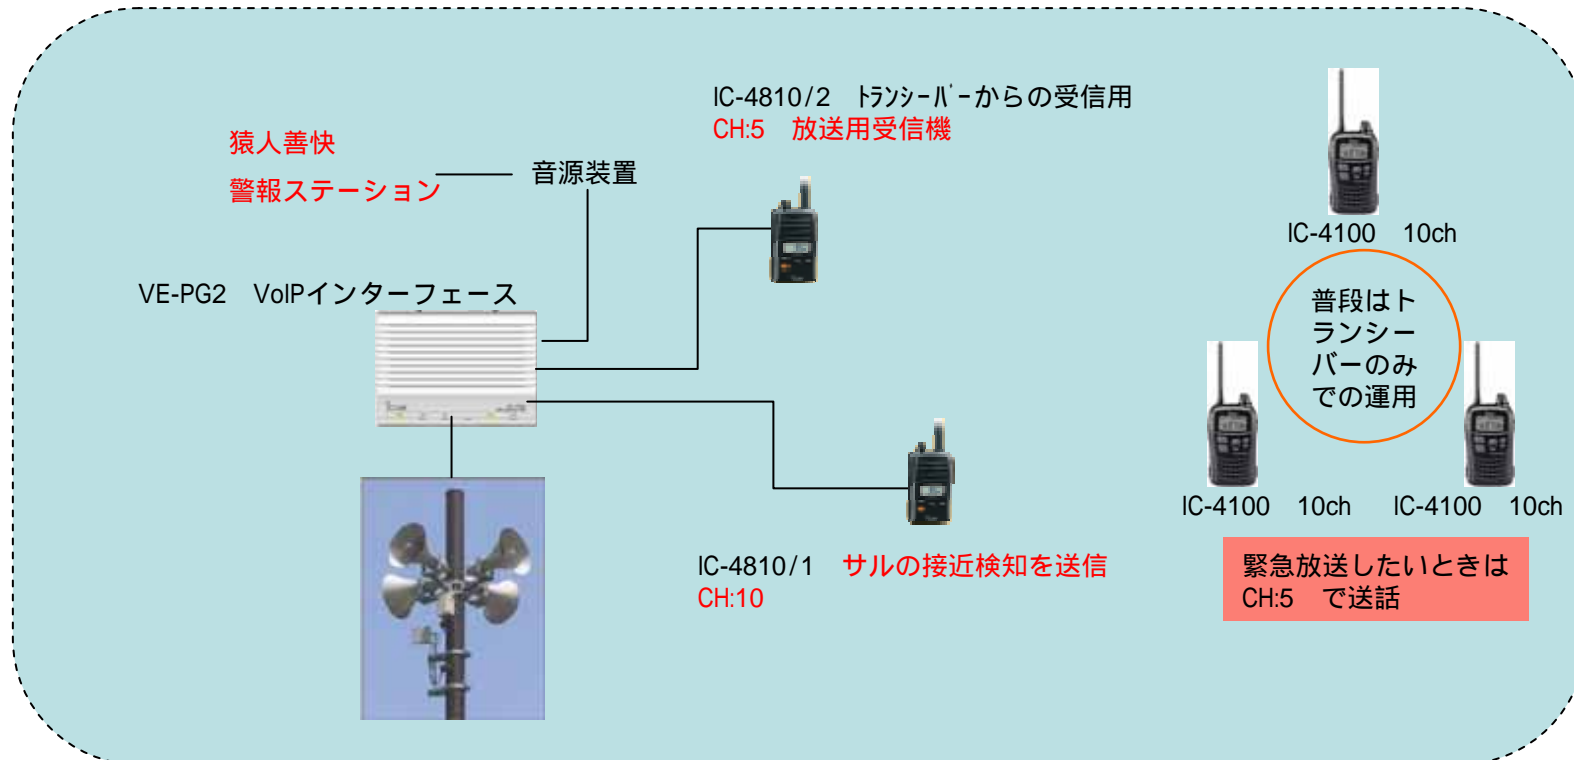 IC-4810/2　ﾄﾗﾝｼｰﾊﾞｰからの受信用
CH:5　放送用受信機
猿人善快
警報ステーション
音源装置
VE-PG2　VoIPインターフェース
IC-4100　10ch
普段はト
ランシー
バーのみ
での運用
IC-4100　10ch
IC-4100　10ch
IC-4810/1　サルの接近検知を送信
CH:10
緊急放送したいときは
CH:5　で送話